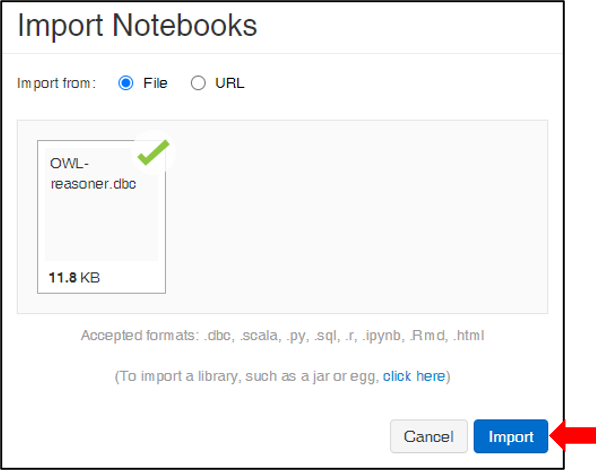 Import Notebooks
Import from: File URL
OWL-
reasoner.dbc
11.8 KB
Accepted formats: .dbc, .scala, .py, .sql, .r, .ipynb, .Rmd, .html
(To import a library, such as a jar or egg, click here)
Cancel Import